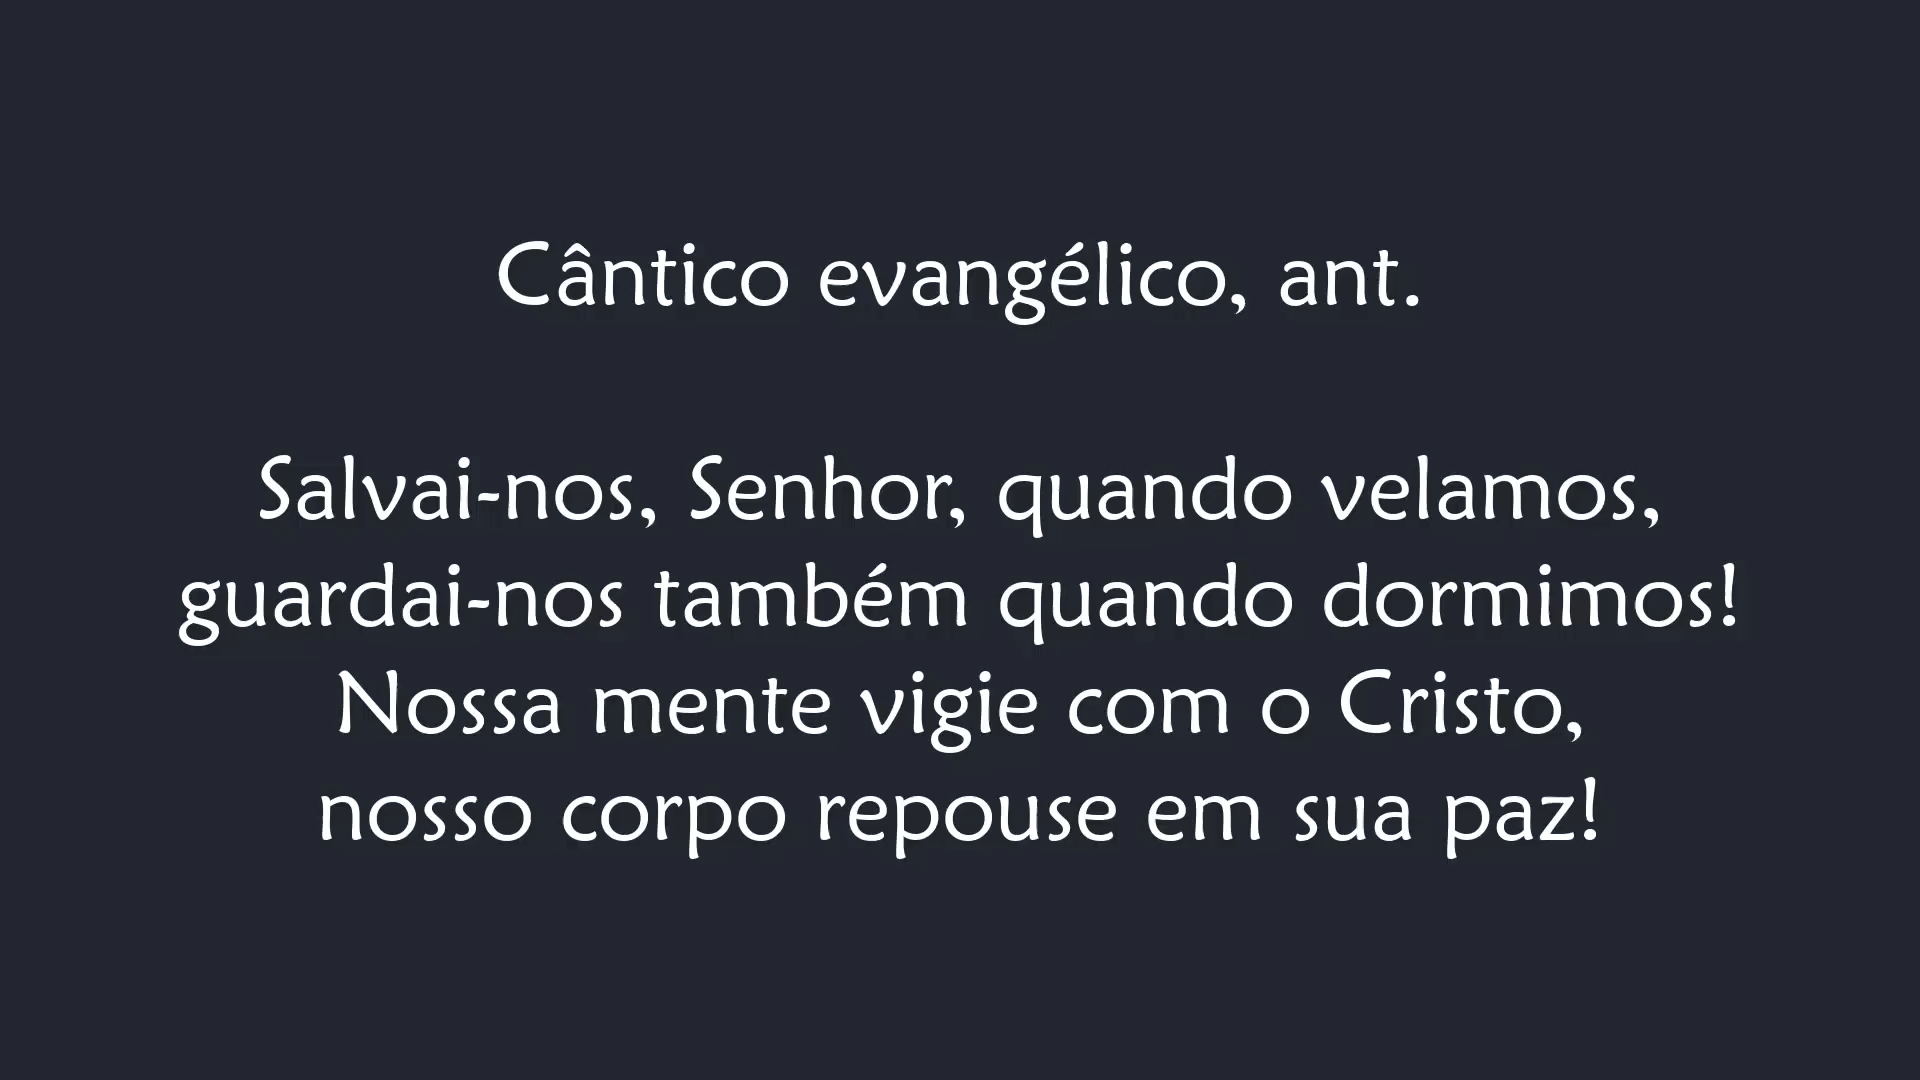 Cântico evangélico, ant.
Salvai-nos, Senhor, quando velamos,
guardai-nos também quando dormimos!
Nossa mente vigie com o Cristo,
nosso corpo repouse em sua paz!